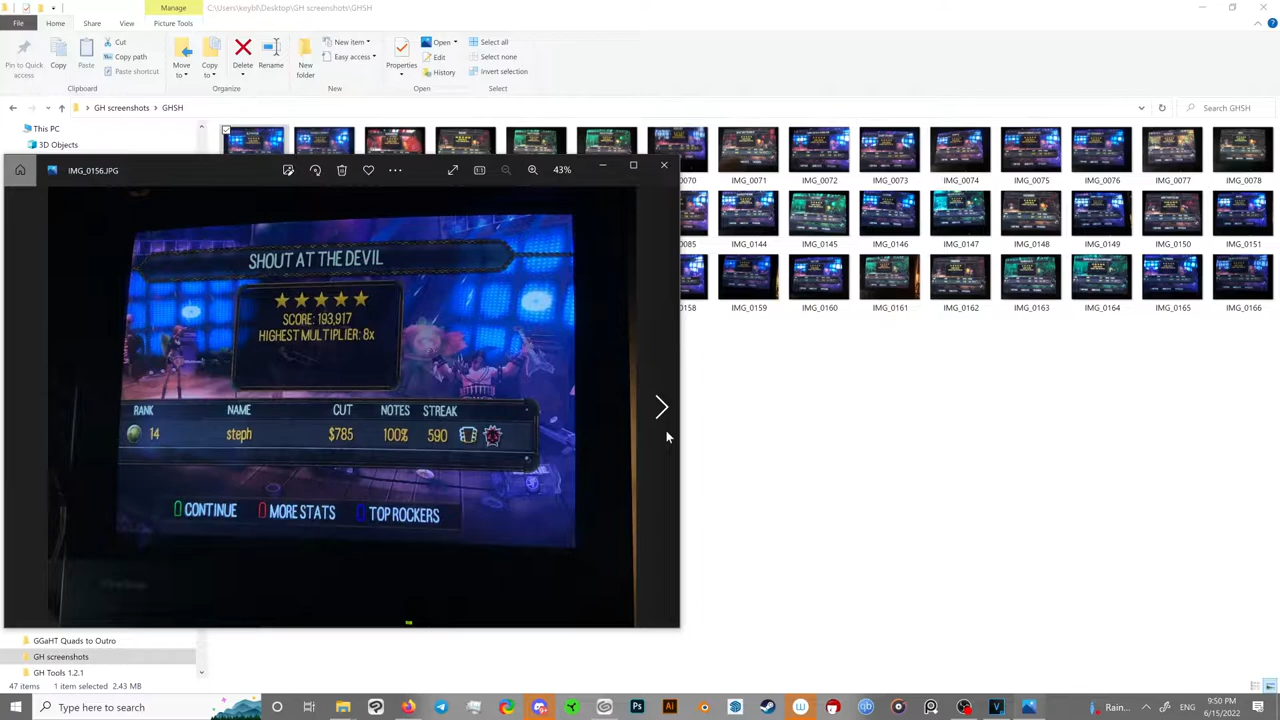 Manage
C:\Users\keybl\Desktop\GH screenshots\GHSH
File
Home
Share
View
Picture Tools
Pin to Quick access
Copy
Paste
Cut
Copy path
Paste shortcut
Move to
Copy to
Delete
Rename
New folder
New item
Easy access
Properties
Open
Edit
History
Select all
Select none
Invert selection
Organize
New
Open
Select
GH screenshots
GHSH
Search GHSH
This PC
3D Objects
0070
IMG_0071
IMG_0072
IMG_0073
IMG_0074
IMG_0075
IMG_0076
IMG_0077
IMG_0078
0085
IMG_0144
IMG_0145
IMG_0146
IMG_0147
IMG_0148
IMG_0149
IMG_0150
IMG_0151
0158
IMG_0159
IMG_0160
IMG_0161
IMG_0162
IMG_0163
IMG_0164
IMG_0165
IMG_0166
IMG_0156.JPG
43%
SHOUT AT THE DEVIL
SCORE: 193,917
HIGHEST MULTIPLIER: 8x
RANK NAME CUT NOTES STREAK
14 steph $785 100% 590
CONTINUE MORE STATS TOP ROCKERS
GGaHT Quads to Outro
GH screenshots
GH Tools 1.2.1
47 items 1 item selected 2.43 MB
Type here to search
Rain...
ENG
9:50 PM
6/15/2022